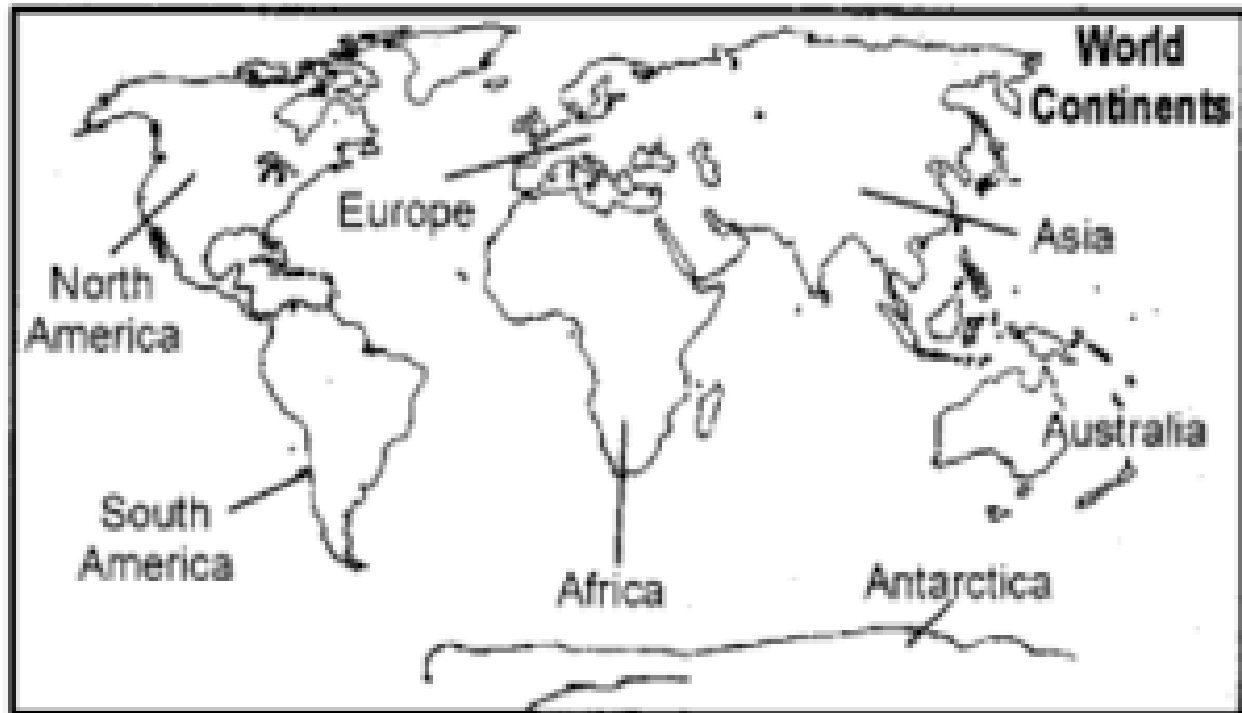 World
Continents
Europe
Asia
North
America
Australia
South
America
Africa
Antarctica